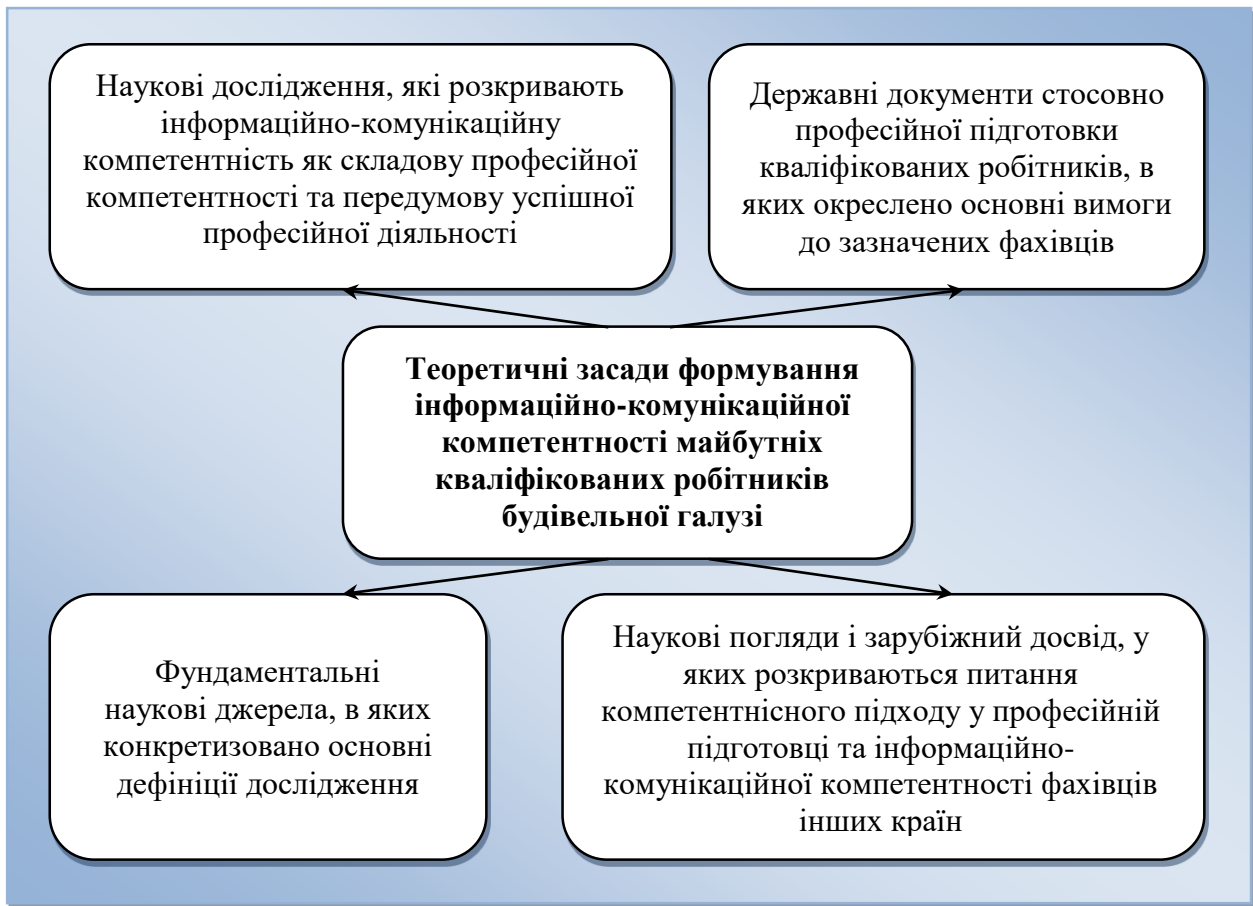 Наукові дослідження, які розкривають
інформаційно-комунікаційну
компетентність як складову професійної
компетентності та передумову успішної
професійної діяльності
Державні документи стосовно
професійної підготовки
кваліфікованих робітників, в
яких окреслено основні вимоги
до зазначених фахівців
Теоретичні засади формування
інформаційно-комунікаційної
компетентності майбутніх
кваліфікованих робітників
будівельної галузі
Фундаментальні
наукові джерела, в яких
конкретизовано основні
дефініції дослідження
Наукові погляди і зарубіжний досвід, у
яких розкриваються питання
компетентнісного підходу у професійній
підготовці та інформаційно-
комунікаційної компетентності фахівців
інших країн